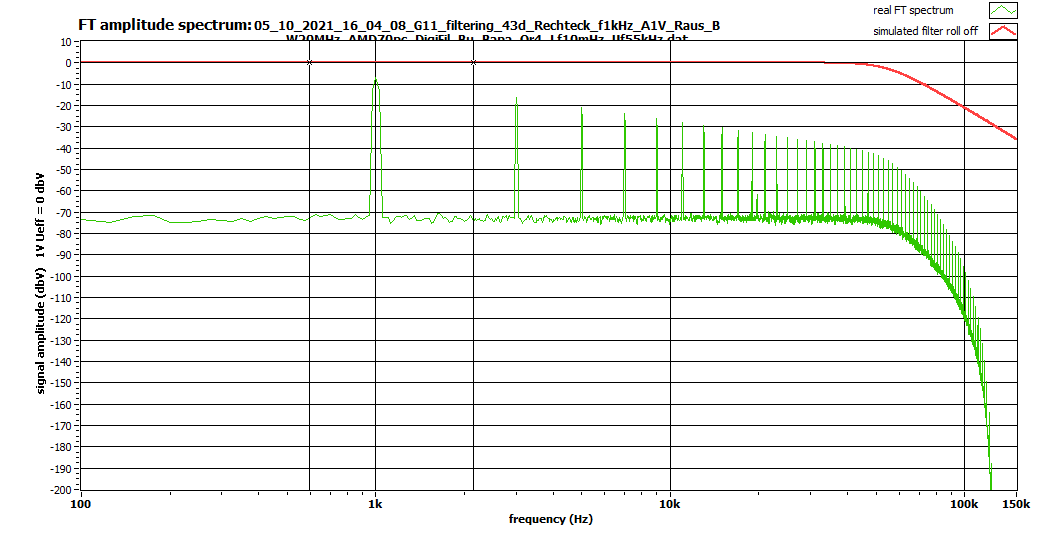 real FT spectrum
simulated filter roll off
FT amplitude spectrum: 05_10_2021_16_04_08_G11_filtering_43d_Rechteck_f1kHz_A1V_Raus_B
10
0
-10
-20
-30
-40
-50
-60
-70
-80
-90
-100
-110
-120
-130
-140
-150
-160
-170
-180
-190
-200
signal amplitude (dbV) 1V Ueff = 0 dbV
100
1k
10k
100k
150k
frequency (Hz)